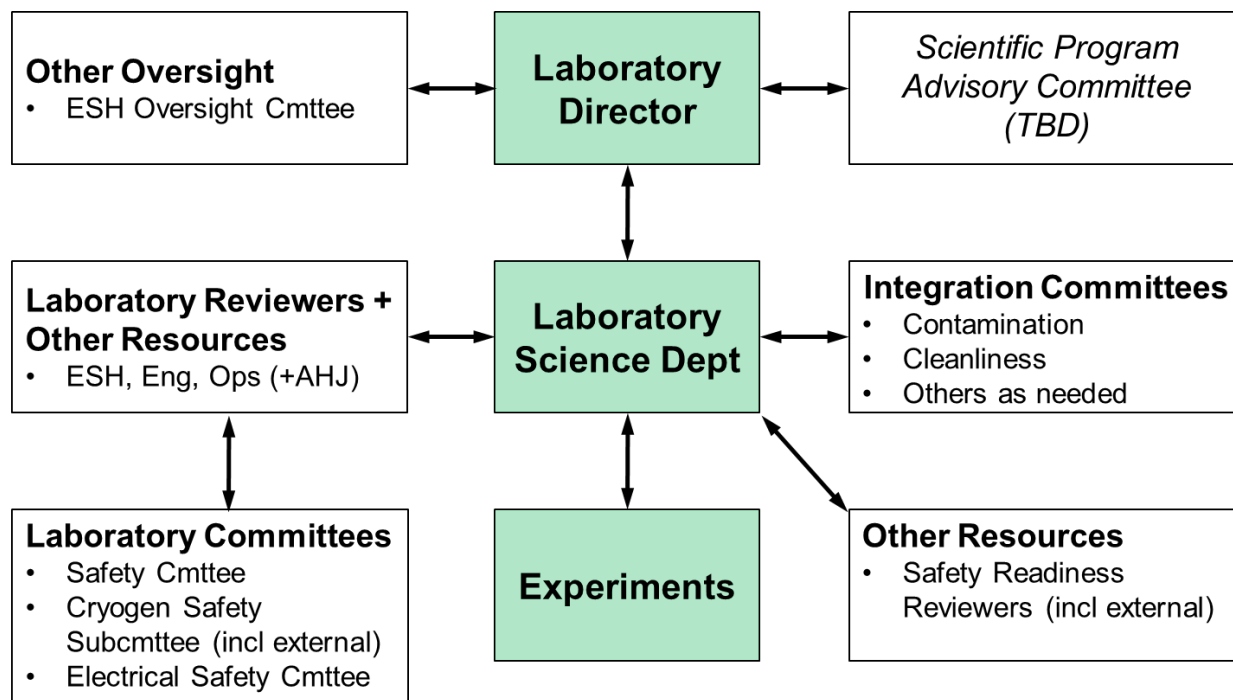 Other Oversight
• ESH Oversight Cmttee
Laboratory
Director
Scientific Program
Advisory Committee
(TBD)
Laboratory Reviewers +
Other Resources
• ESH, Eng, Ops (+AHJ)
Laboratory
Science Dept
Integration Committees
• Contamination
• Cleanliness
• Others as needed
Laboratory Committees
• Safety Cmttee
• Cryogen Safety
Subcmttee (incl external)
• Electrical Safety Cmttee
Experiments
Other Resources
• Safety Readiness
Reviewers (incl external)